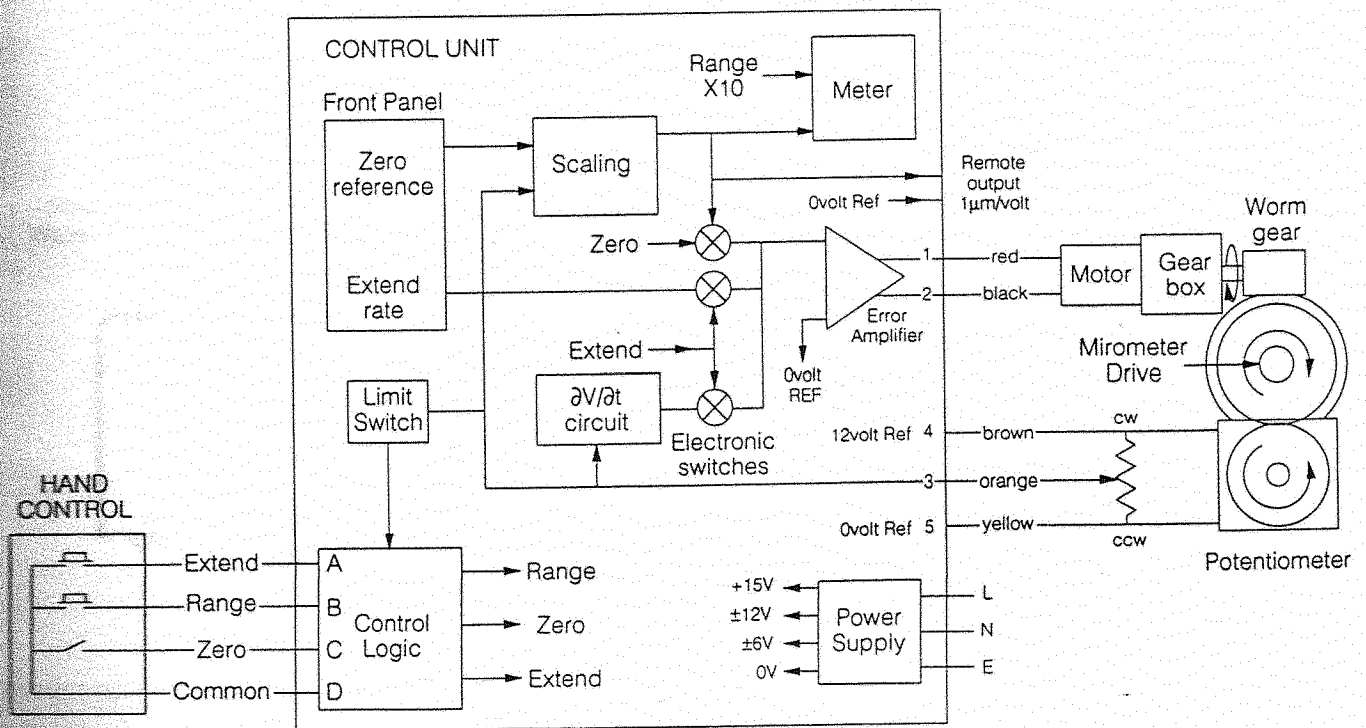 CONTROL UNIT
Front Panel
Zero
reference
Extend
rate
Scaling
Range
X10
Meter
Remote
output
1µm/volt
0volt Ref
Zero
Extend
Electronic
switches
∂V/∂t
circuit
Limit
Switch
Error
Amplifier
0volt
REF
1
red
2
black
Motor
Gear
box
Worm
gear
Mirometer
Drive
12volt Ref
4
brown
cw
3
orange
0volt Ref
5
yellow
ccw
Potentiometer
HAND
CONTROL
Extend
Range
Zero
Common
A
B
C
D
Control
Logic
Range
Zero
Extend
+15V
±12V
±6V
0V
Power
Supply
L
N
E